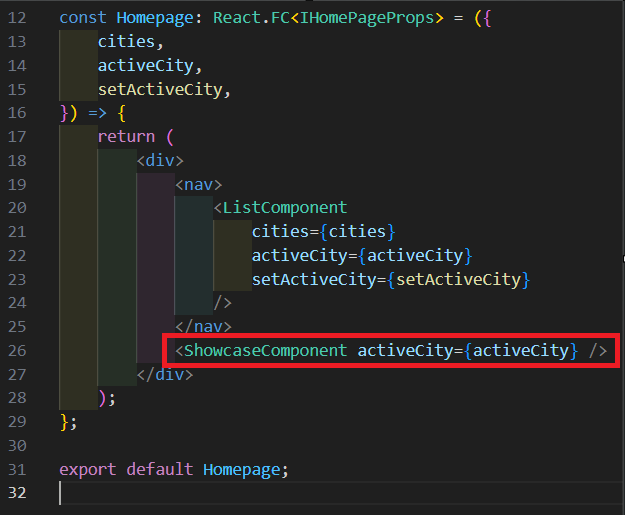 12 const Homepage: React.FC<IHomePageProps> = ({
13     cities,
14     activeCity,
15     setActiveCity,
16 }) => {
17     return (
18         <div>
19             <nav>
20                 <ListComponent
21                     cities={cities}
22                     activeCity={activeCity}
23                     setActiveCity={setActiveCity}
24                 />
25             </nav>
26             <ShowcaseComponent activeCity={activeCity} />
27         </div>
28     );
29 };
30
31 export default Homepage;
32